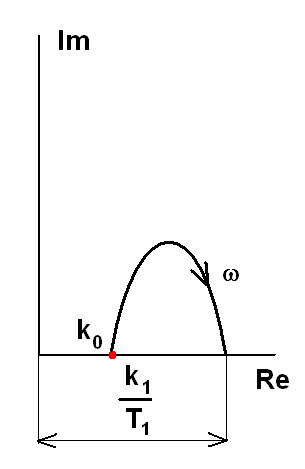 Im
ω
k₀
k₁
T₁
Re